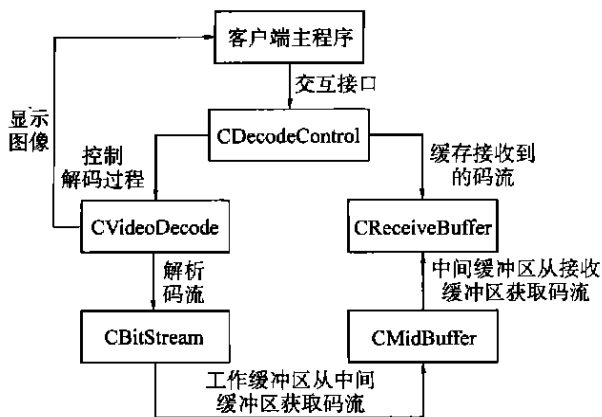 客户端主程序
交互接口
显示
图像
CDecodeControl
控制
解码过程
缓存接收到
的码流
CVideoDecode
CReceiveBuffer
解析
码流
中间缓冲区从接收
缓冲区获取码流
CBitStream
CMidBuffer
工作缓冲区从中间
缓冲区获取码流